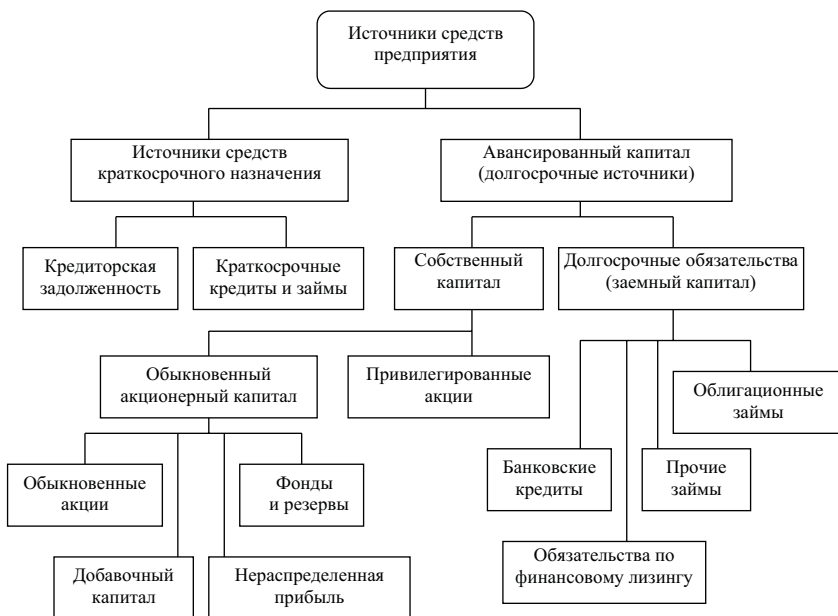 Источники средств
предприятия
Источники средств
краткосрочного назначения
Авансированный капитал
(долгосрочные источники)
Кредиторская
задолженность
Краткосрочные
кредиты и займы
Собственный
капитал
Долгосрочные обязательства
(заемный капитал)
Обыкновенный
акционерный капитал
Привилегированные
акции
Облигационные
займы
Обыкновенные
акции
Фонды
и резервы
Банковские
кредиты
Прочие
займы
Добавочный
капитал
Нераспределенная
прибыль
Обязательства по
финансовому лизингу